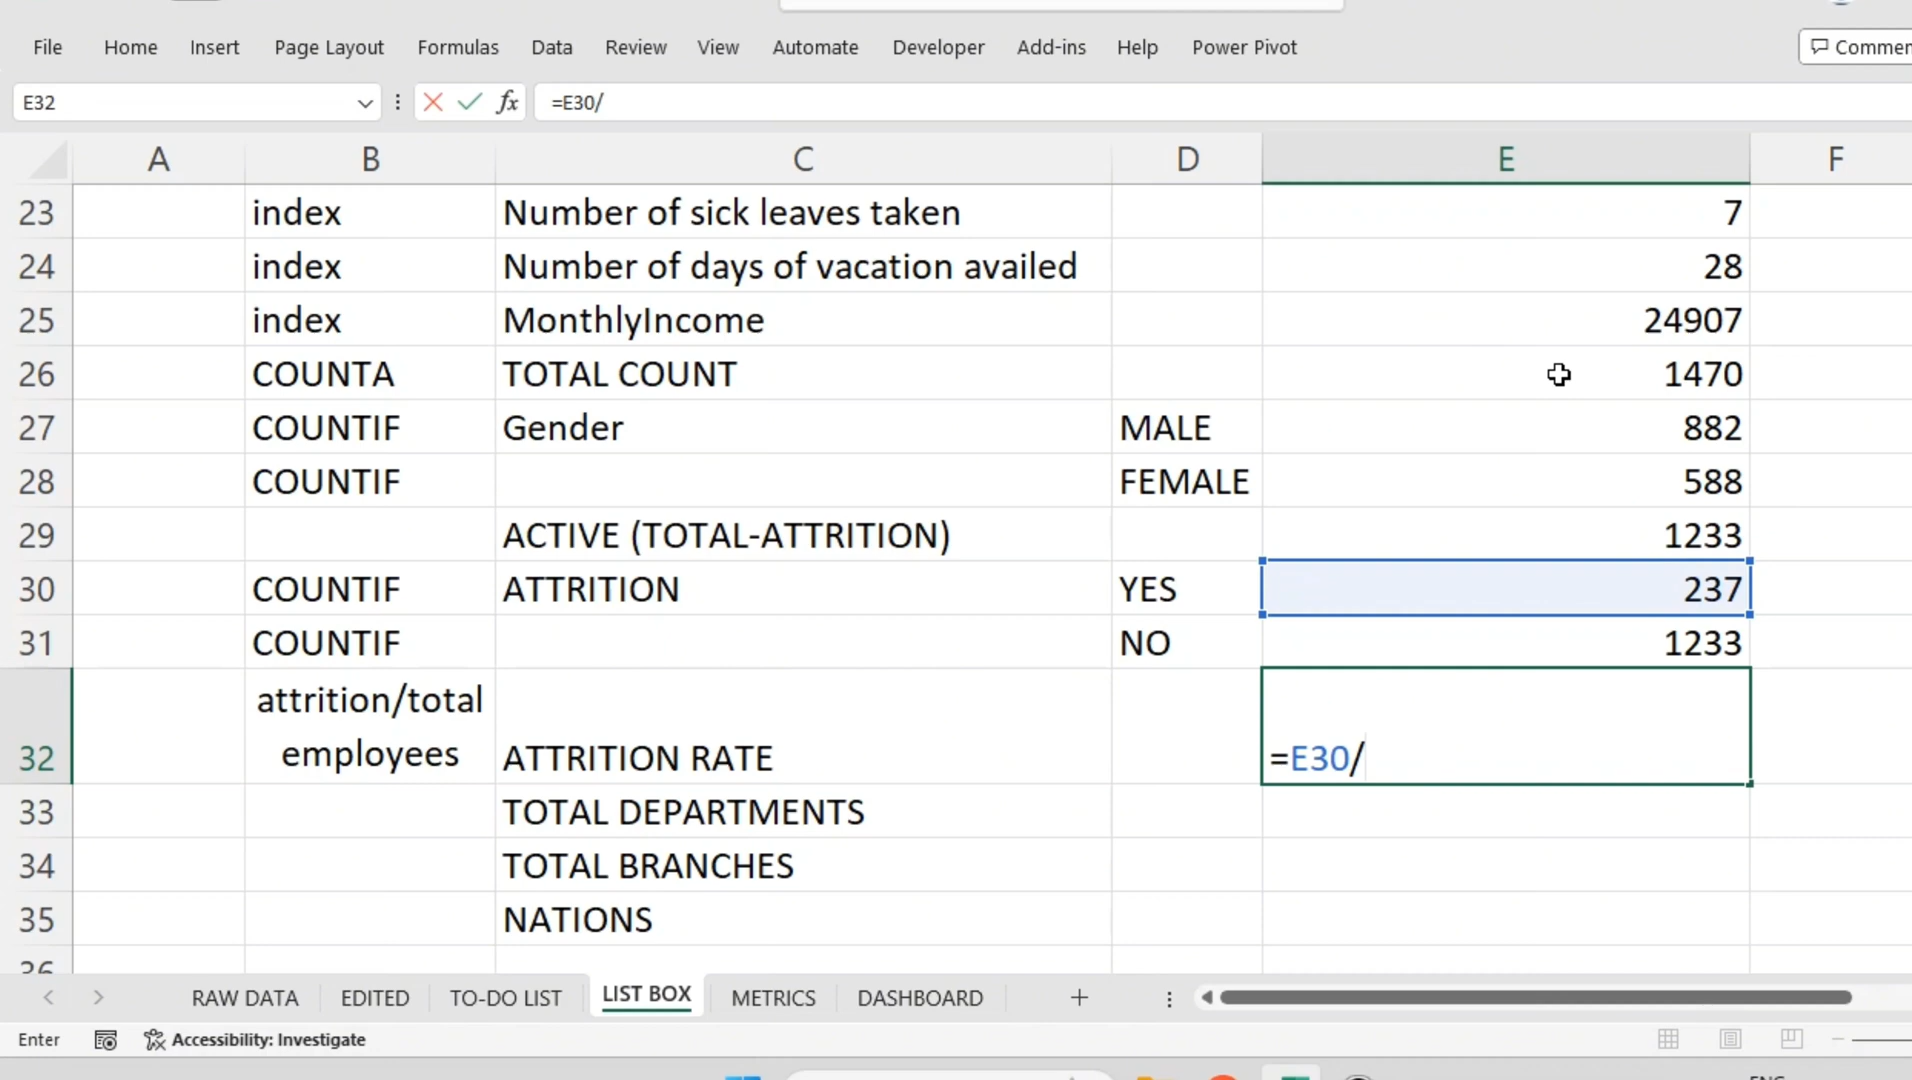 File Home Insert Page Layout Formulas Data Review View Automate Developer Add-ins Help Power Pivot
E32 fx =E30/
A B C D E F
23 index Number of sick leaves taken 7
24 index Number of days of vacation availed 28
25 index MonthlyIncome 24907
26 COUNTA TOTAL COUNT 1470
27 COUNTIF Gender MALE 882
28 COUNTIF FEMALE 588
29 ACTIVE (TOTAL-ATTRITION) 1233
30 COUNTIF ATTRITION YES 237
31 COUNTIF NO 1233
attrition/total
32 employees ATTRITION RATE =E30/
33 TOTAL DEPARTMENTS
34 TOTAL BRANCHES
35 NATIONS
36
RAW DATA EDITED TO-DO LIST LIST BOX METRICS DASHBOARD +
Enter Accessibility: Investigate